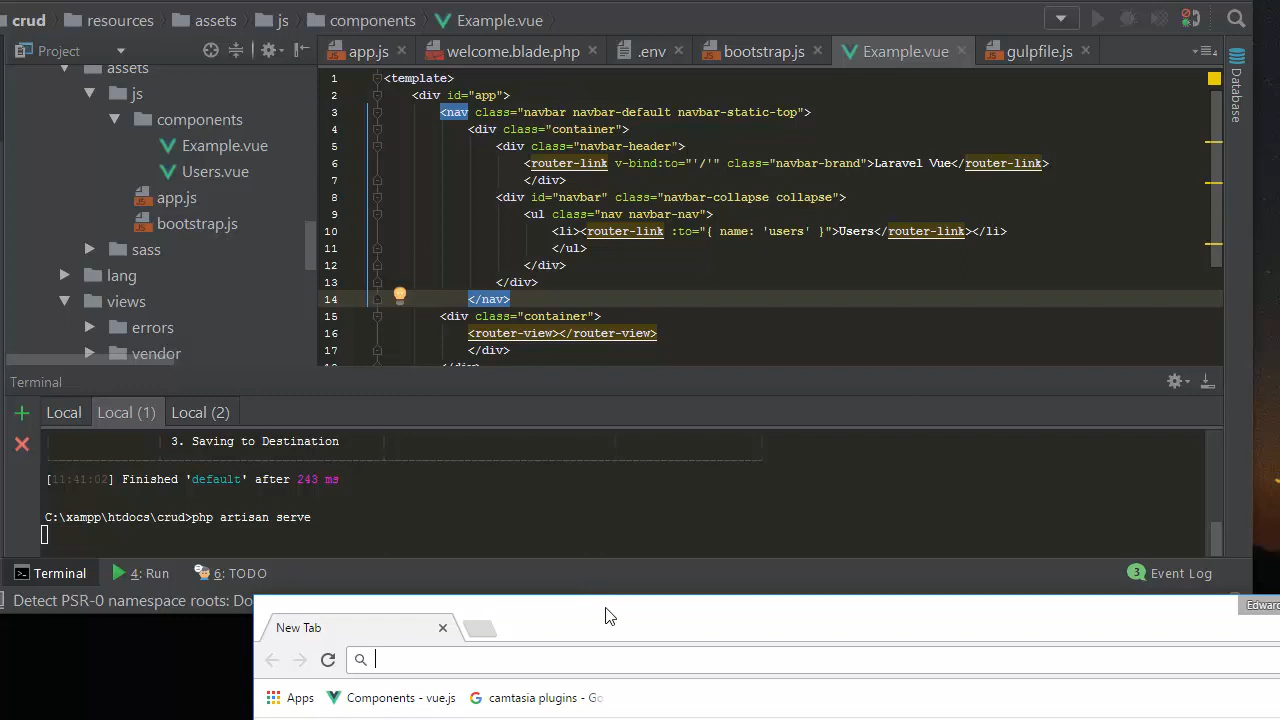 crud resources assets js components Example.vue
Project app.js welcome.blade.php .env bootstrap.js Example.vue gulpfile.js
assets
js
components
Example.vue
Users.vue
app.js
bootstrap.js
sass
lang
views
errors
vendor
1 <template>
2 <div id="app">
3 <nav class="navbar navbar-default navbar-static-top">
4 <div class="container">
5 <div class="navbar-header">
6 <router-link v-bind:to="'/'" class="navbar-brand">Laravel Vue</router-link>
7 </div>
8 <div id="navbar" class="navbar-collapse collapse">
9 <ul class="nav navbar-nav">
10 <li><router-link :to="{ name: 'users' }">Users</router-link></li>
11 </ul>
12 </div>
13 </div>
14 </nav>
15 <div class="container">
16 <router-view></router-view>
17 </div>
Database
Terminal
Local Local (1) Local (2)
3. Saving to Destination
[11:41:02] Finished 'default' after 243 ms
C:\xampp\htdocs\crud>php artisan serve
Terminal 4: Run 6: TODO 3 Event Log
Detect PSR-0 namespace roots: Do
Edward
New Tab
Apps Components - vue.js camtasia plugins - Go